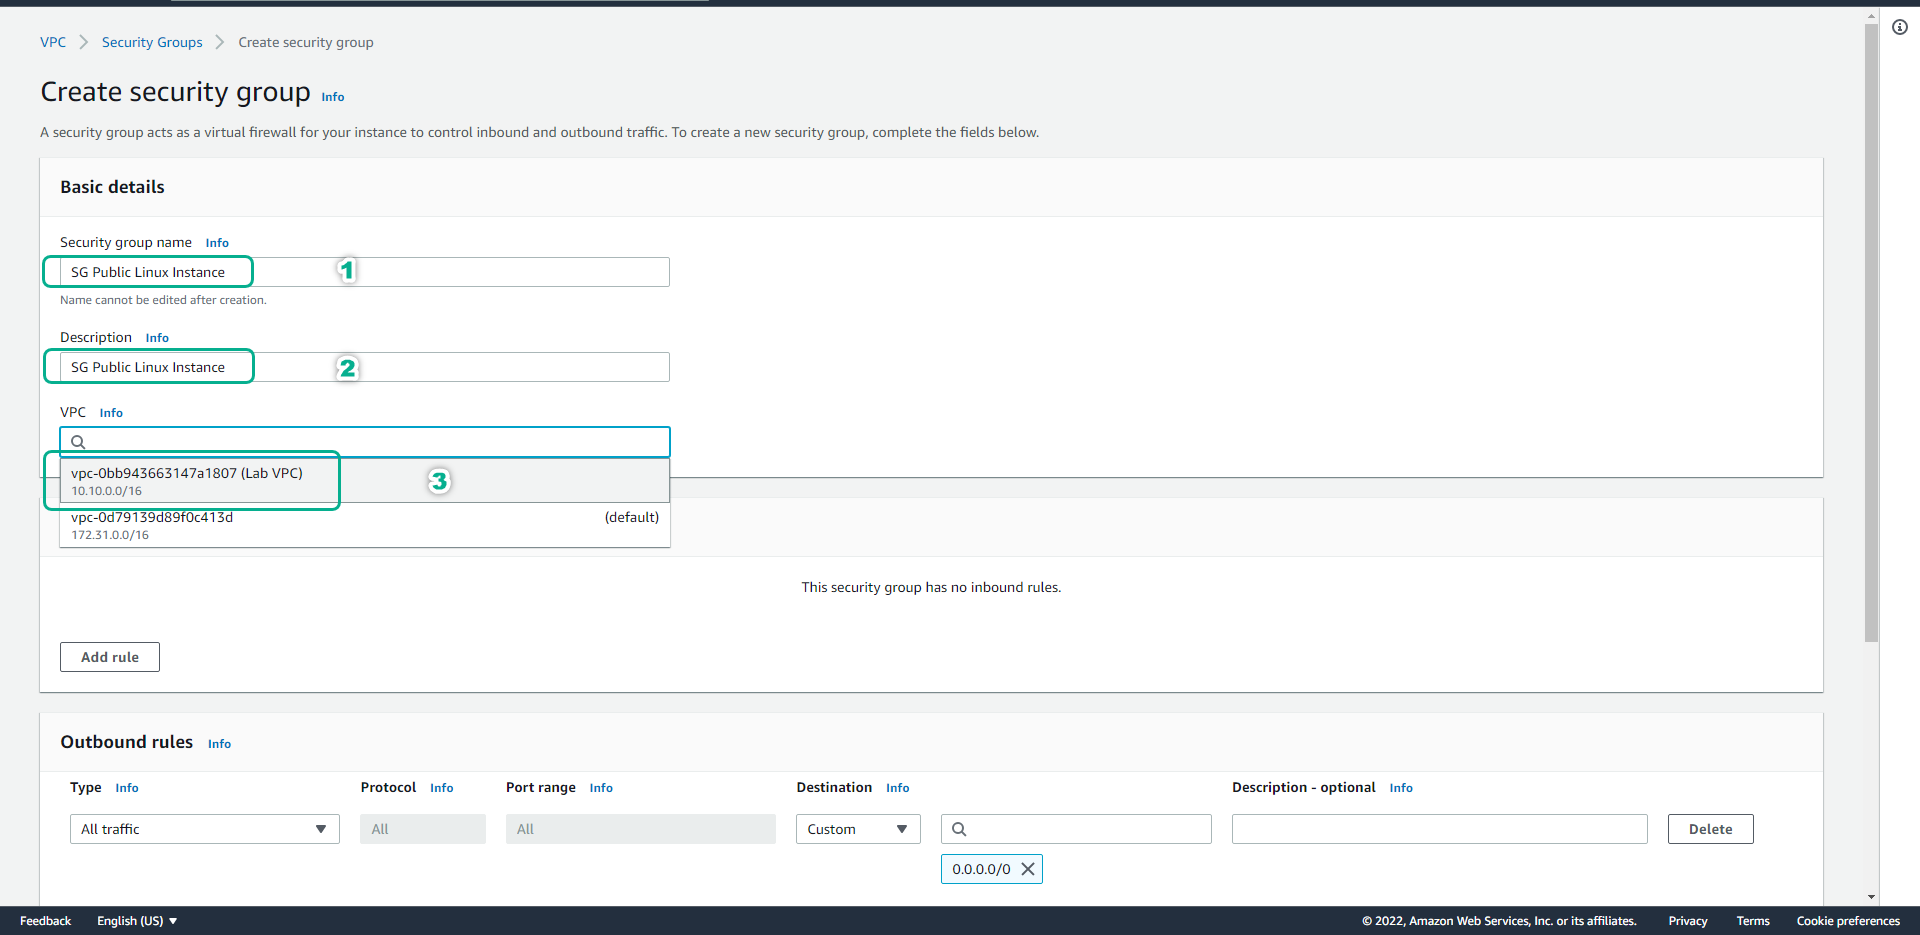 VPC > Security Groups > Create security group
Create security group Info
A security group acts as a virtual firewall for your instance to control inbound and outbound traffic. To create a new security group, complete the fields below.
Basic details
Security group name Info
SG Public Linux Instance 1
Name cannot be edited after creation.
Description Info
SG Public Linux Instance 2
VPC Info
vpc-0bb943663147a1807 (Lab VPC) 3
10.10.0.0/16
vpc-0d79139d89f0c413d (default)
172.31.0.0/16
This security group has no inbound rules.
Add rule
Outbound rules Info
Type Info Protocol Info Port range Info Destination Info Description - optional Info
All traffic All All Custom Delete
0.0.0.0/0
Feedback English (US) © 2022, Amazon Web Services, Inc. or its affiliates. Privacy Terms Cookie preferences